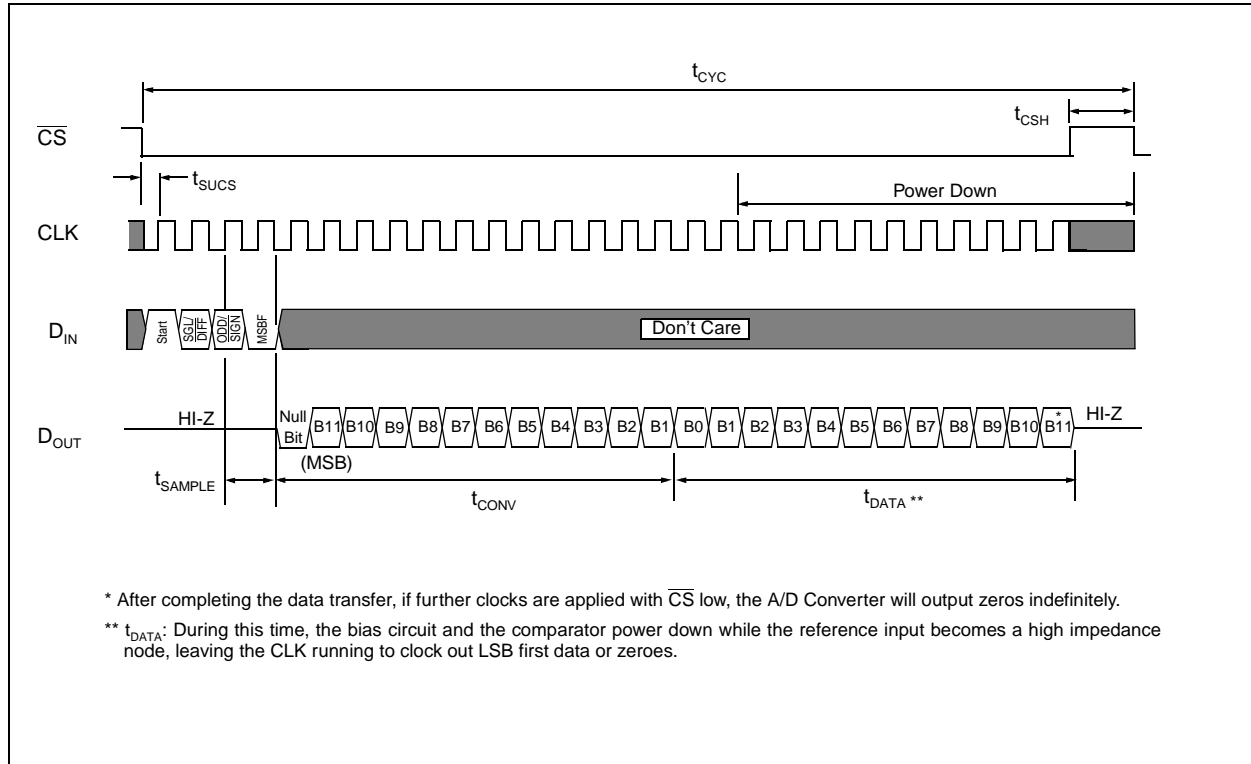 tCYC
tCSH
CS
tSUCS
Power Down
CLK
DIN
Start
SGL/
DIFF
ODD/
SIGN
MSBF
Don't Care
HI-Z
DOUT
Null
Bit
B11 B10 B9 B8 B7 B6 B5 B4 B3 B2 B1 B0 B1 B2 B3 B4 B5 B6 B7 B8 B9 B10 B11
*
HI-Z
(MSB)
tSAMPLE
tCONV
tDATA **
* After completing the data transfer, if further clocks are applied with CS low, the A/D Converter will output zeros indefinitely.
** tDATA: During this time, the bias circuit and the comparator power down while the reference input becomes a high impedance
node, leaving the CLK running to clock out LSB first data or zeroes.